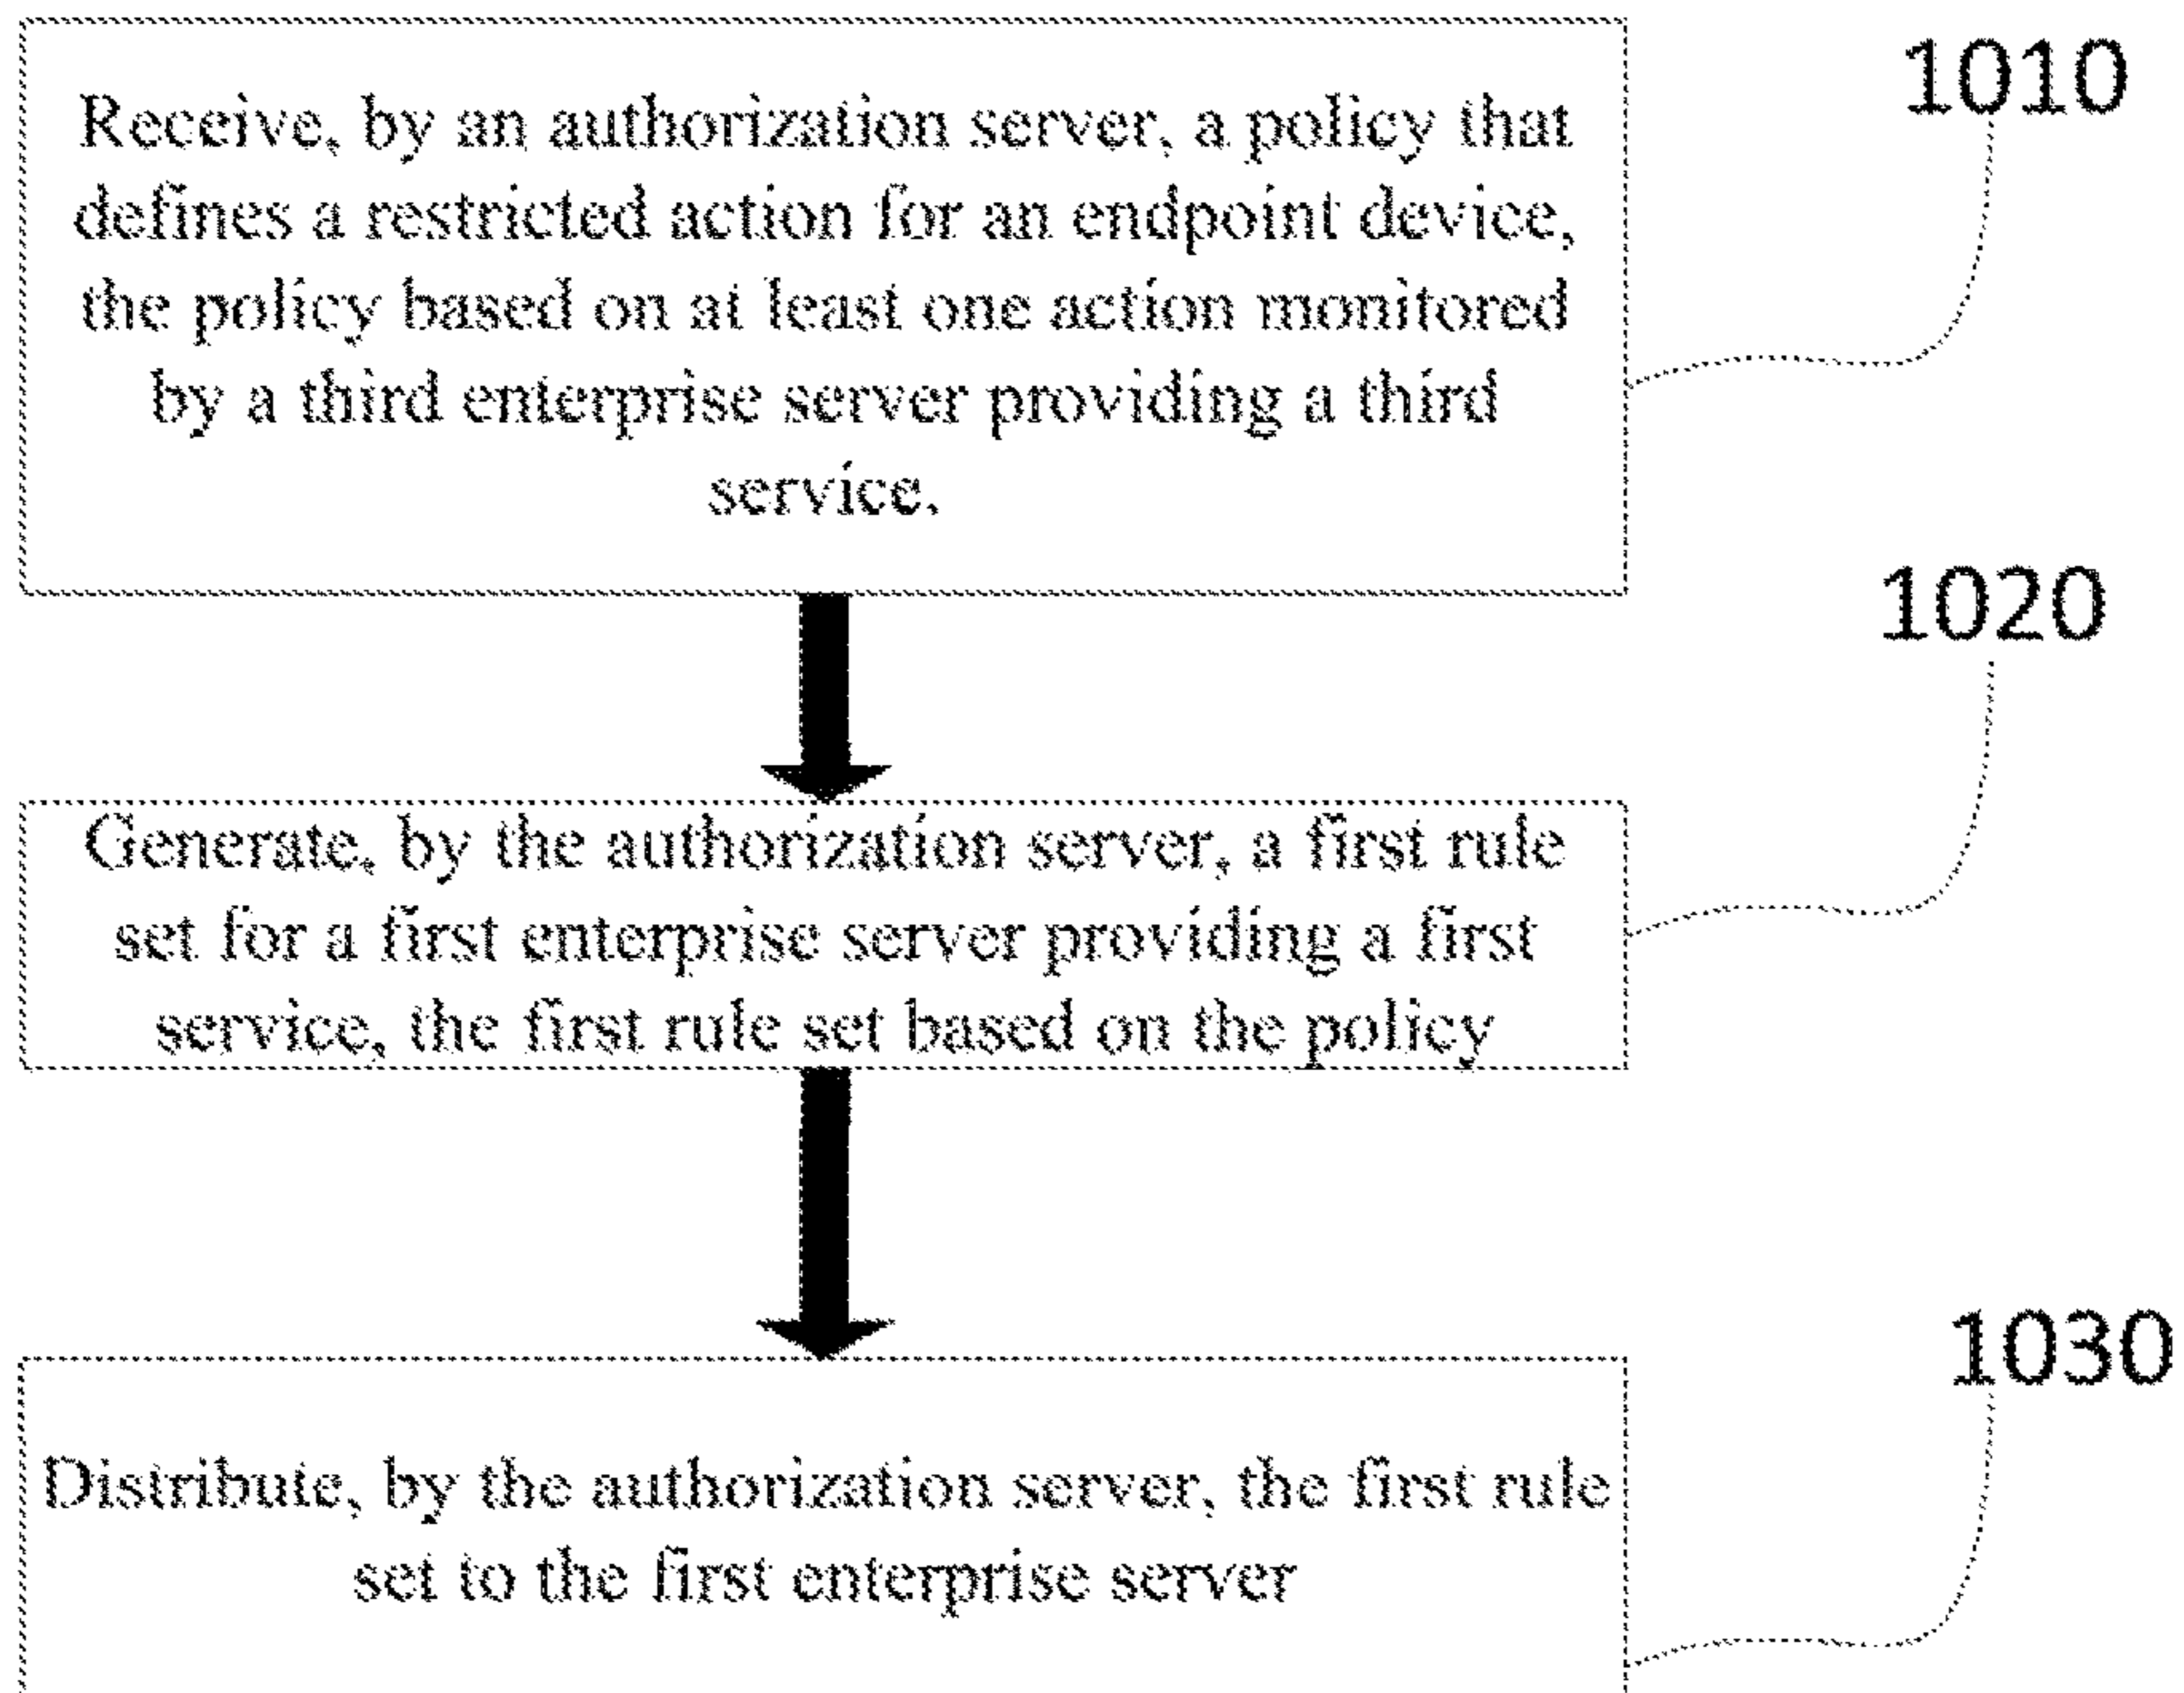 1010
Receive, by an authorization server, a policy that
defines a restricted action for an endpoint device,
the policy based on at least one action monitored
by a third enterprise server providing a third
service.
1020
Generate, by the authorization server, a first rule
set for a first enterprise server providing a first
service, the first rule set based on the policy
1030
Distribute, by the authorization server, the first rule
set to the first enterprise server